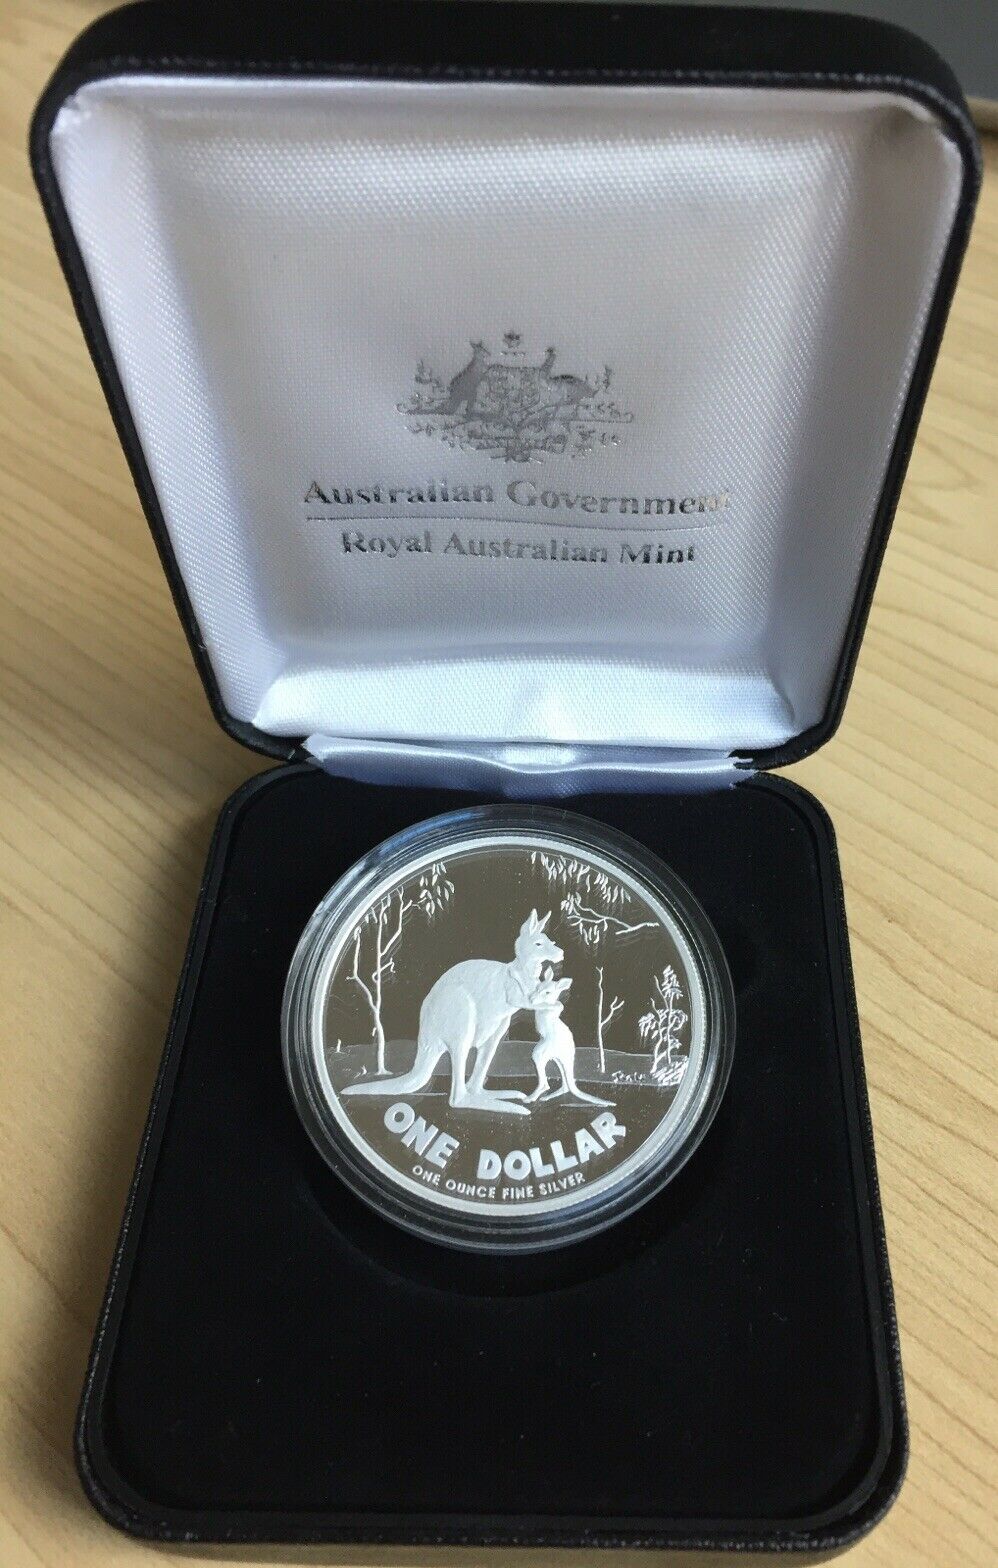 Australian Government
Royal Australian Mint
ONE DOLLAR
ONE OUNCE FINE SILVER